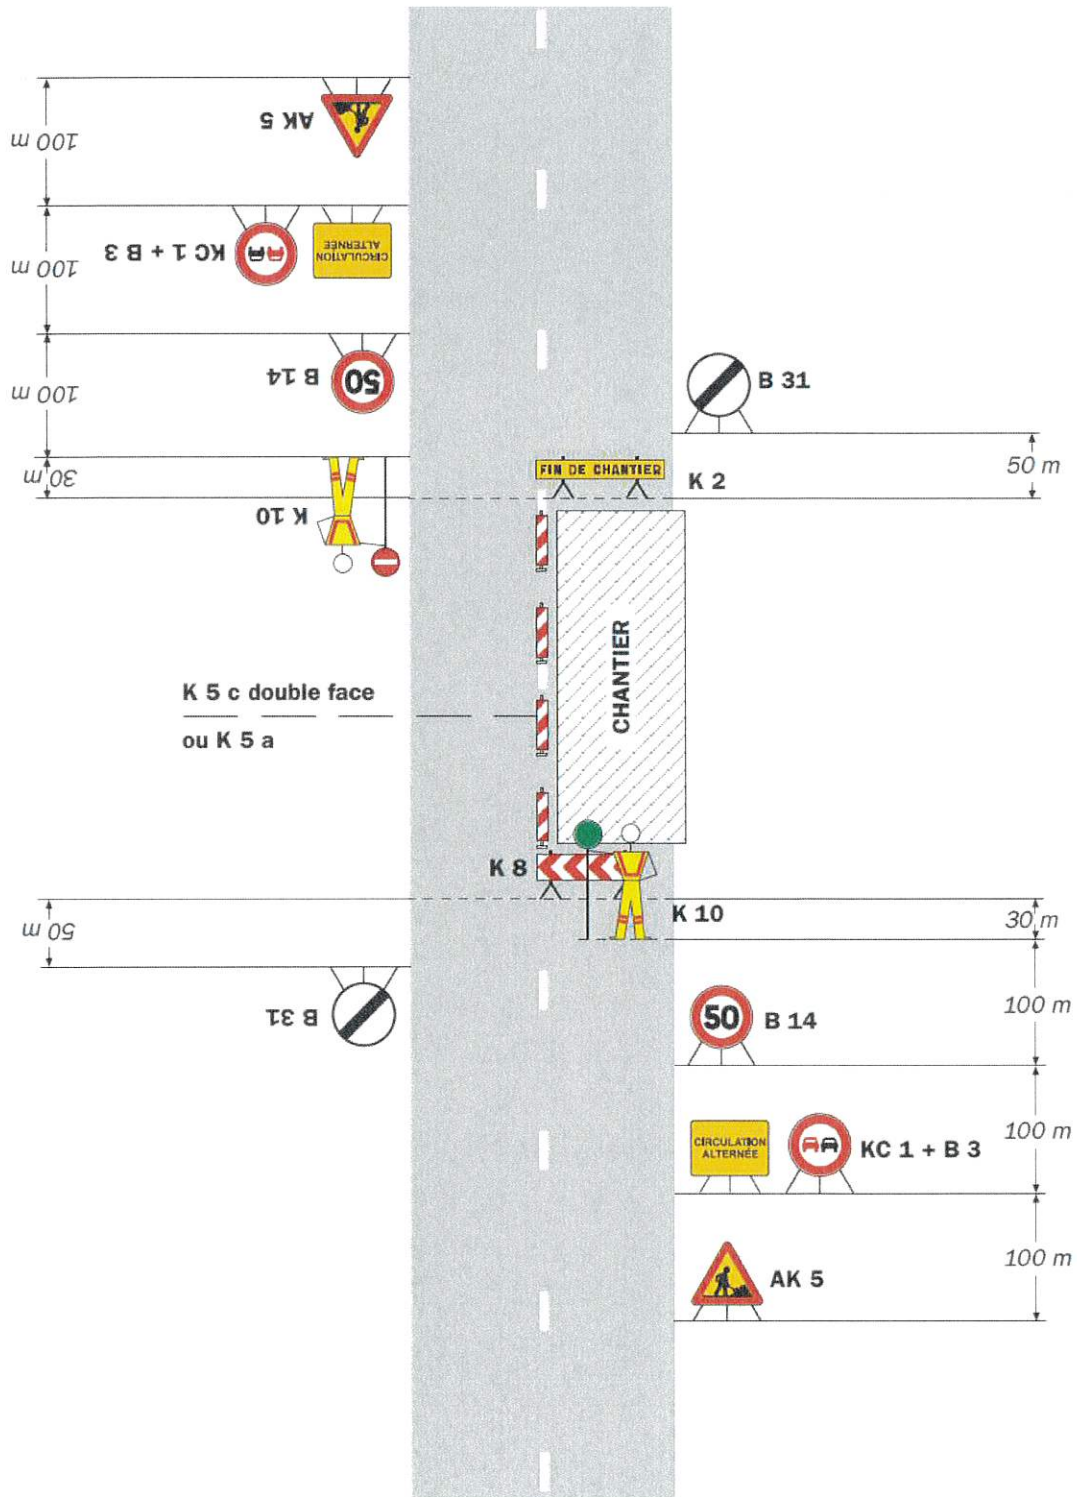 100 m
AK 5
100 m
KC 1 + B 3
CIRCULATION
ALTERNÉE
100 m
B 14
50
B 31
30 m
50 m
FIN DE CHANTIER
K 2
K 10
CHANTIER
K 5 c double face
ou K 5 a
K 8
K 10
30 m
50 m
B 31
50
B 14
100 m
CIRCULATION
ALTERNÉE
KC 1 + B 3
100 m
AK 5
100 m